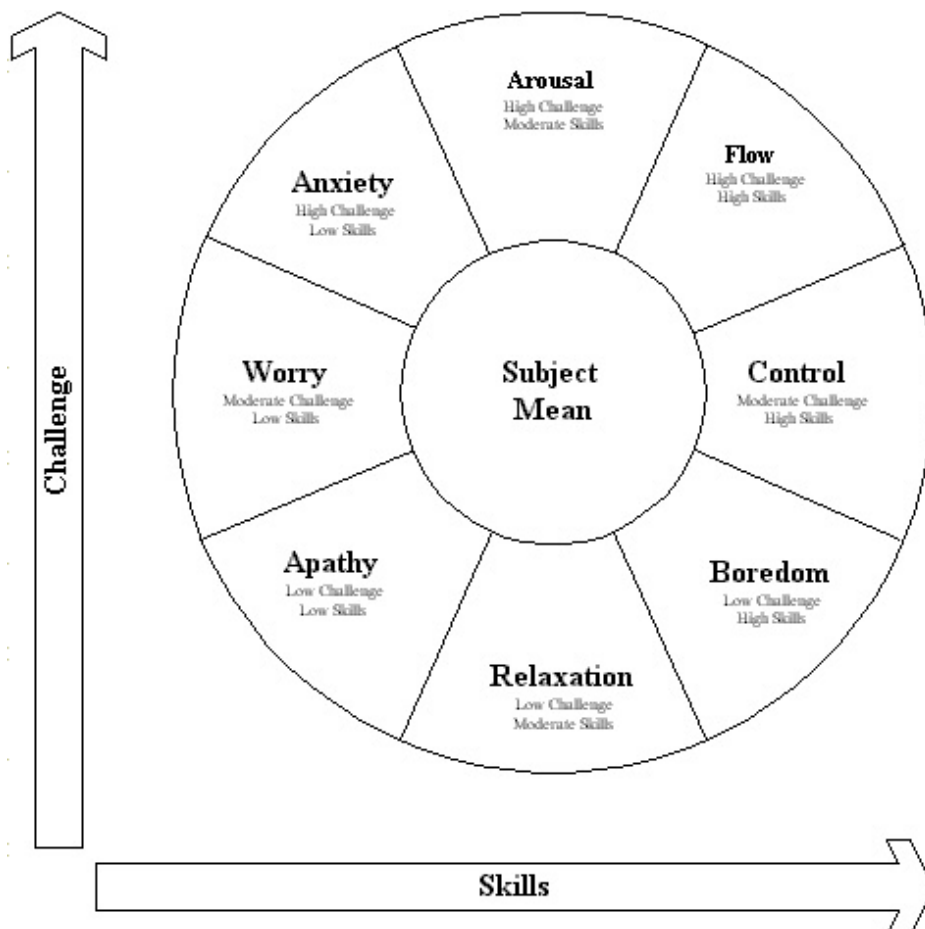 Arousal
High Challenge
Moderate Skills
Flow
High Challenge
High Skills
Anxiety
High Challenge
Low Skills
Worry
Moderate Challenge
Low Skills
Subject
Mean
Control
Moderate Challenge
High Skills
Apathy
Low Challenge
Low Skills
Boredom
Low Challenge
High Skills
Relaxation
Low Challenge
Moderate Skills
Challenge
Skills